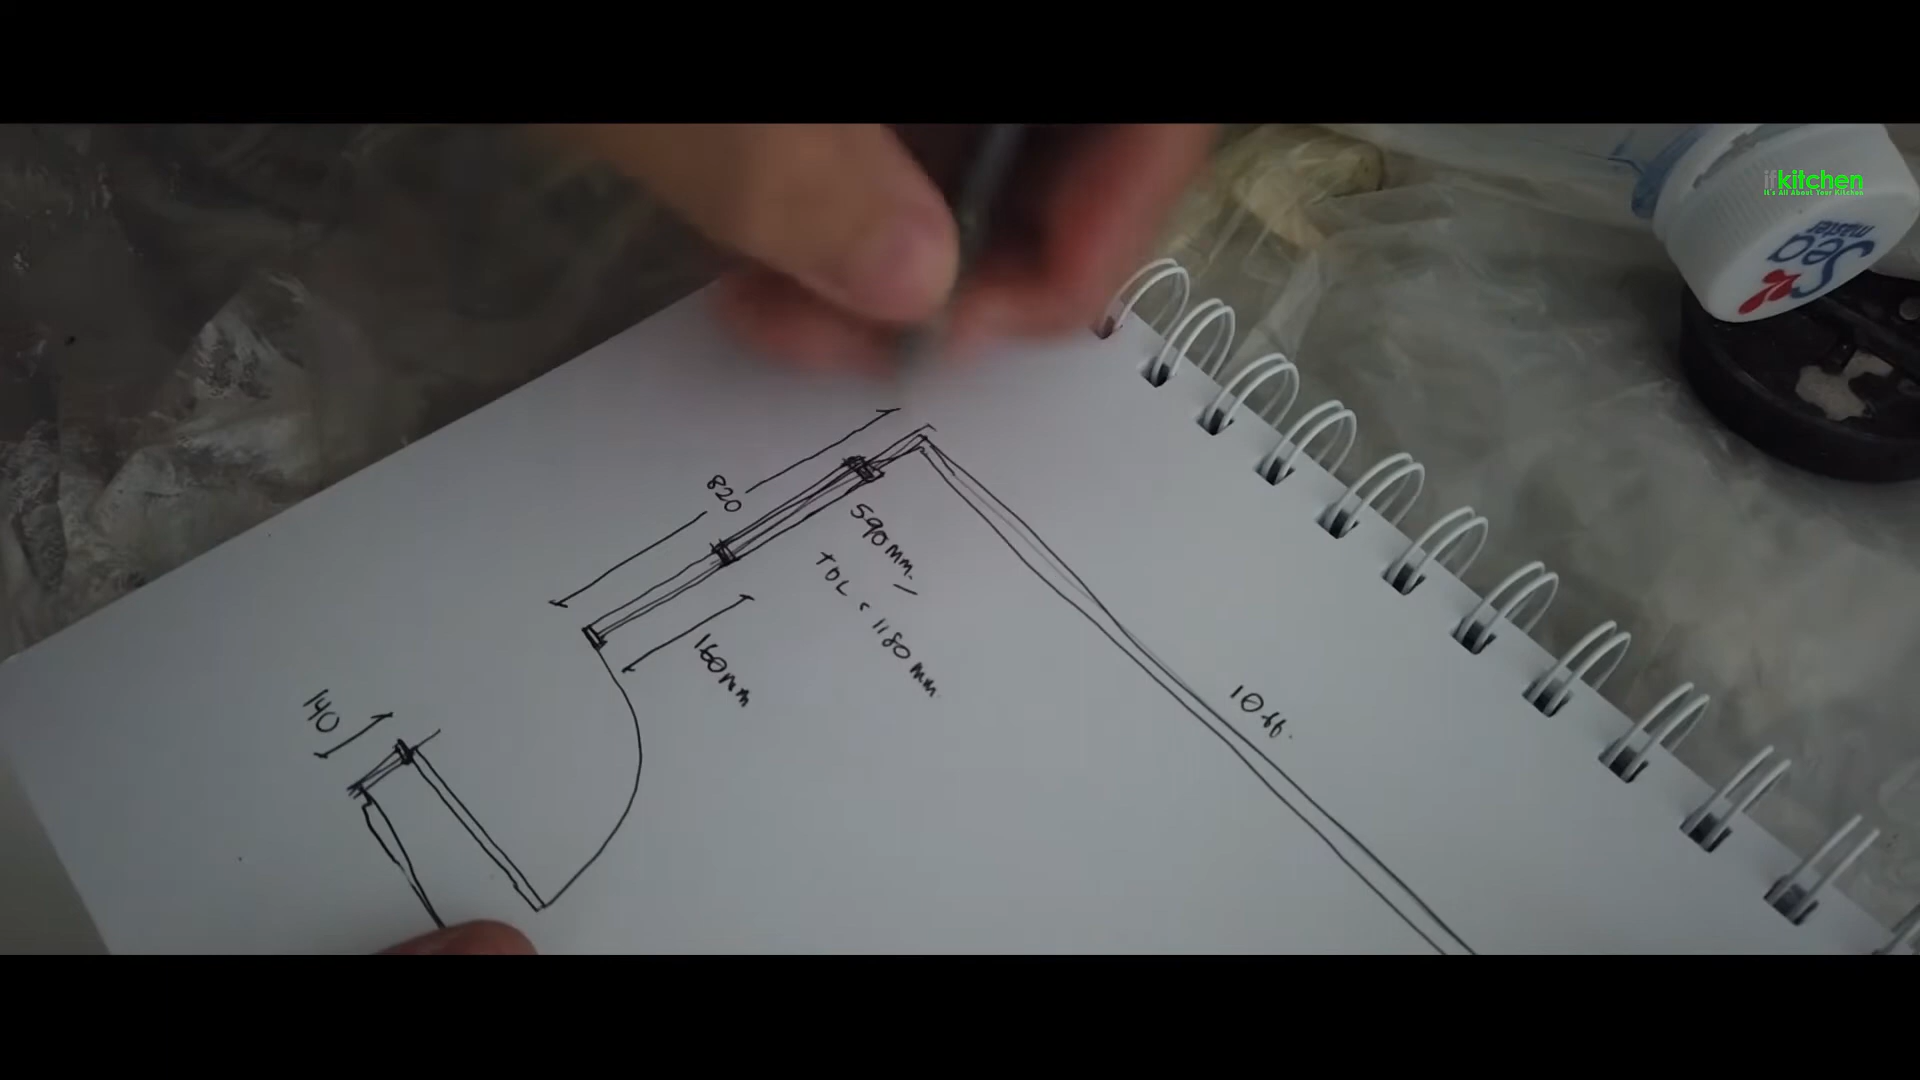 ifkitchen
It's All About Your Kitchen
Sea
master
820
590mm.
TOL < 1180mm
160mm
140
10ft.